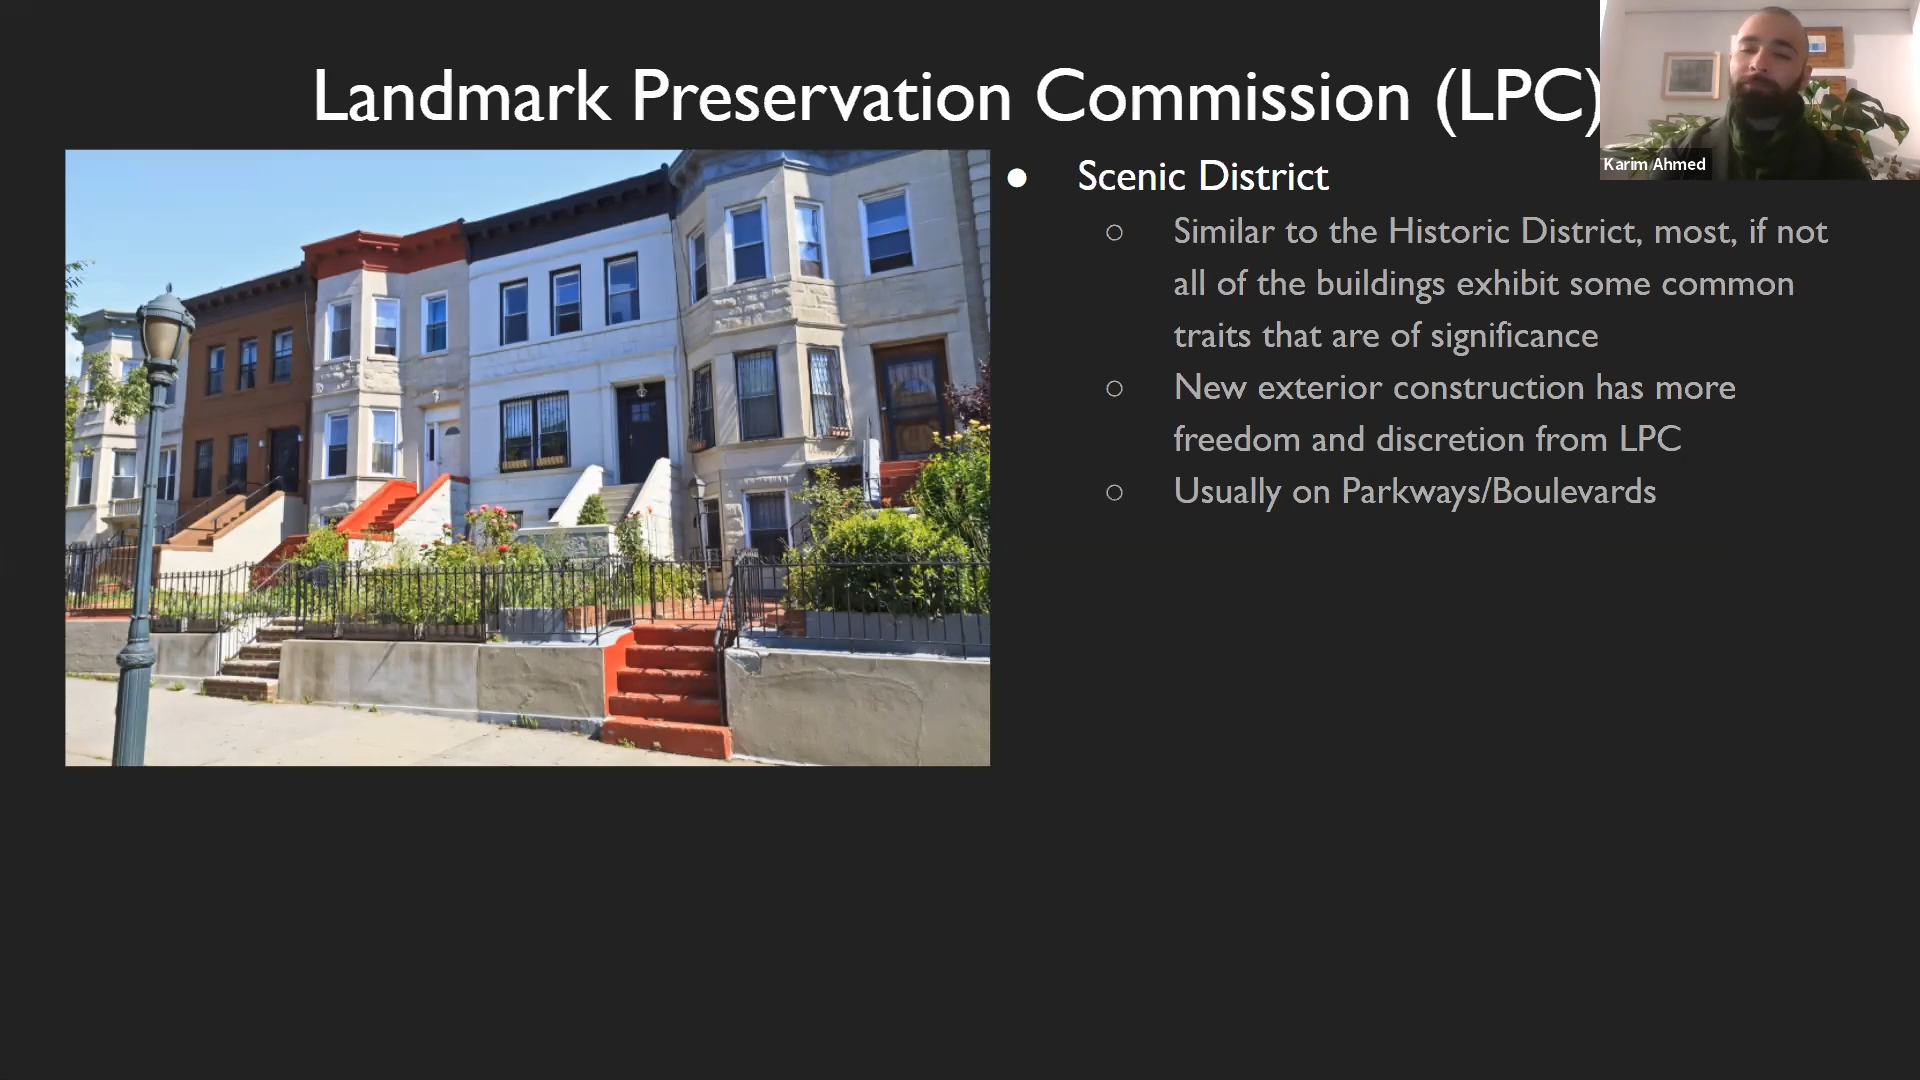 Landmark Preservation Commission (LPC)
Karim Ahmed
● Scenic District
○ Similar to the Historic District, most, if not
all of the buildings exhibit some common
traits that are of significance
○ New exterior construction has more
freedom and discretion from LPC
○ Usually on Parkways/Boulevards